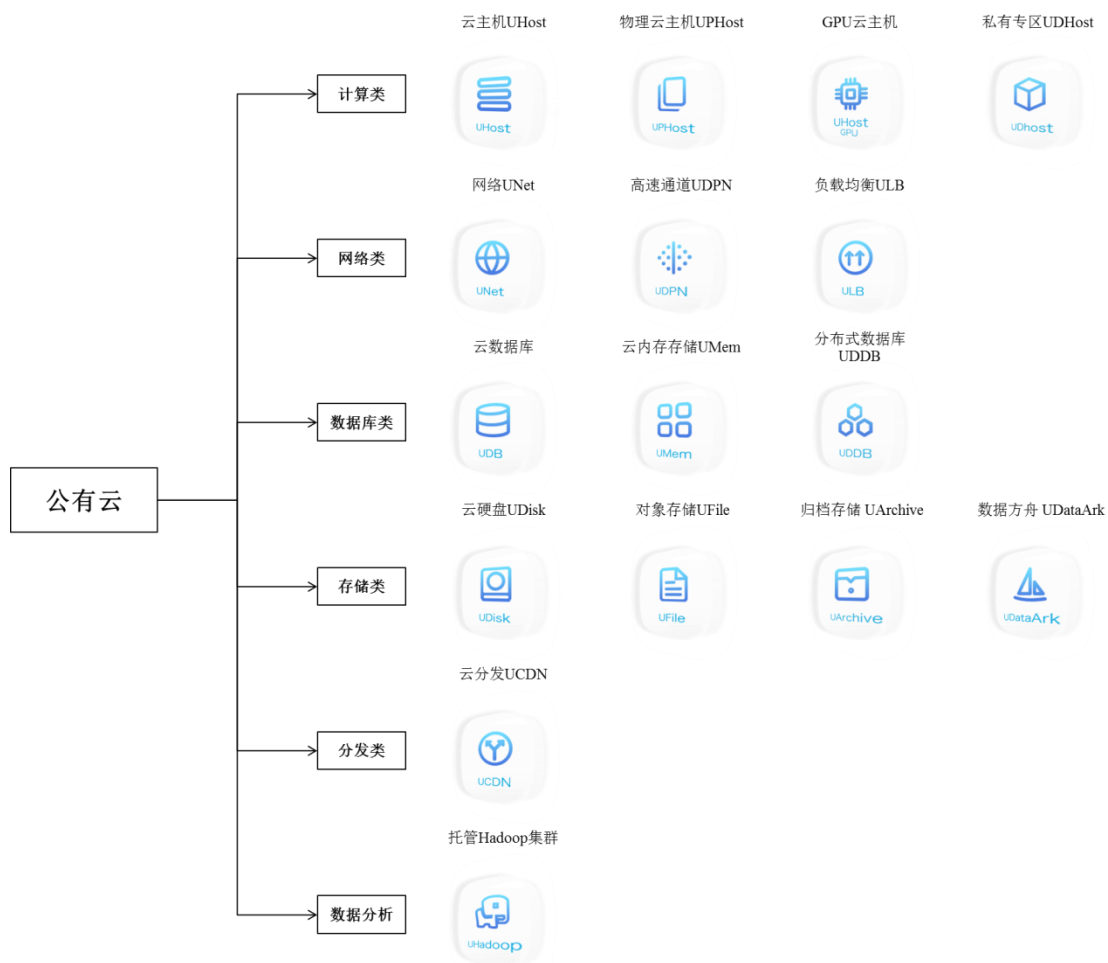 云主机UHost
物理云主机UPHost
GPU云主机
私有专区UDHost
计算类
UHost
UPHost
UHost
GPU
UDhost
网络UNet
高速通道UDPN
负载均衡ULB
网络类
UNet
UDPN
ULB
云数据库
云内存存储UMem
分布式数据库
UDDB
数据库类
UDB
UMem
UDDB
公有云
云硬盘UDisk
对象存储UFile
归档存储 UArchive
数据方舟 UDataArk
存储类
UDisk
UFile
UArchive
UDataArk
云分发UCDN
分发类
UCDN
托管Hadoop集群
数据分析
UHadoop